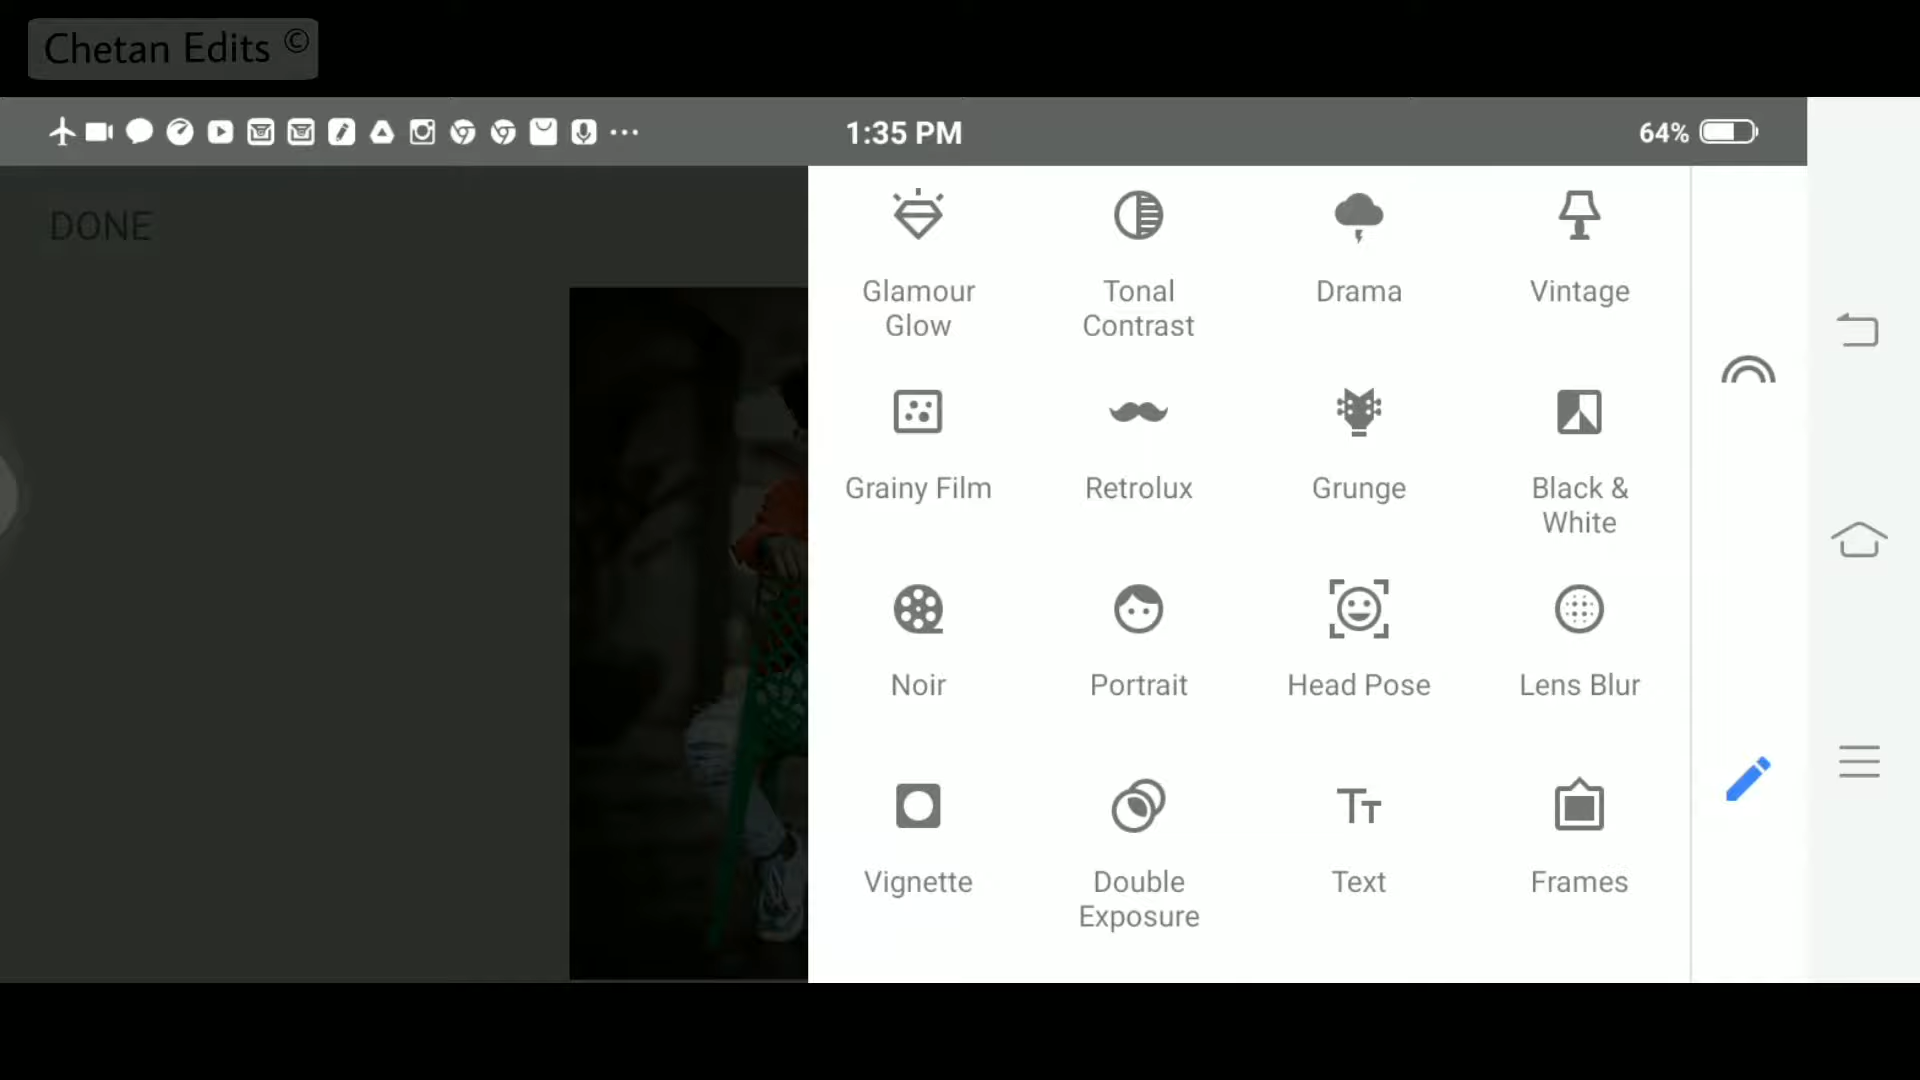 Chetan Edits ©
1:35 PM
64%
DONE
Glamour
Glow
Tonal
Contrast
Drama
Vintage
Grainy Film
Retrolux
Grunge
Black &
White
Noir
Portrait
Head Pose
Lens Blur
Vignette
Double
Exposure
Text
Frames